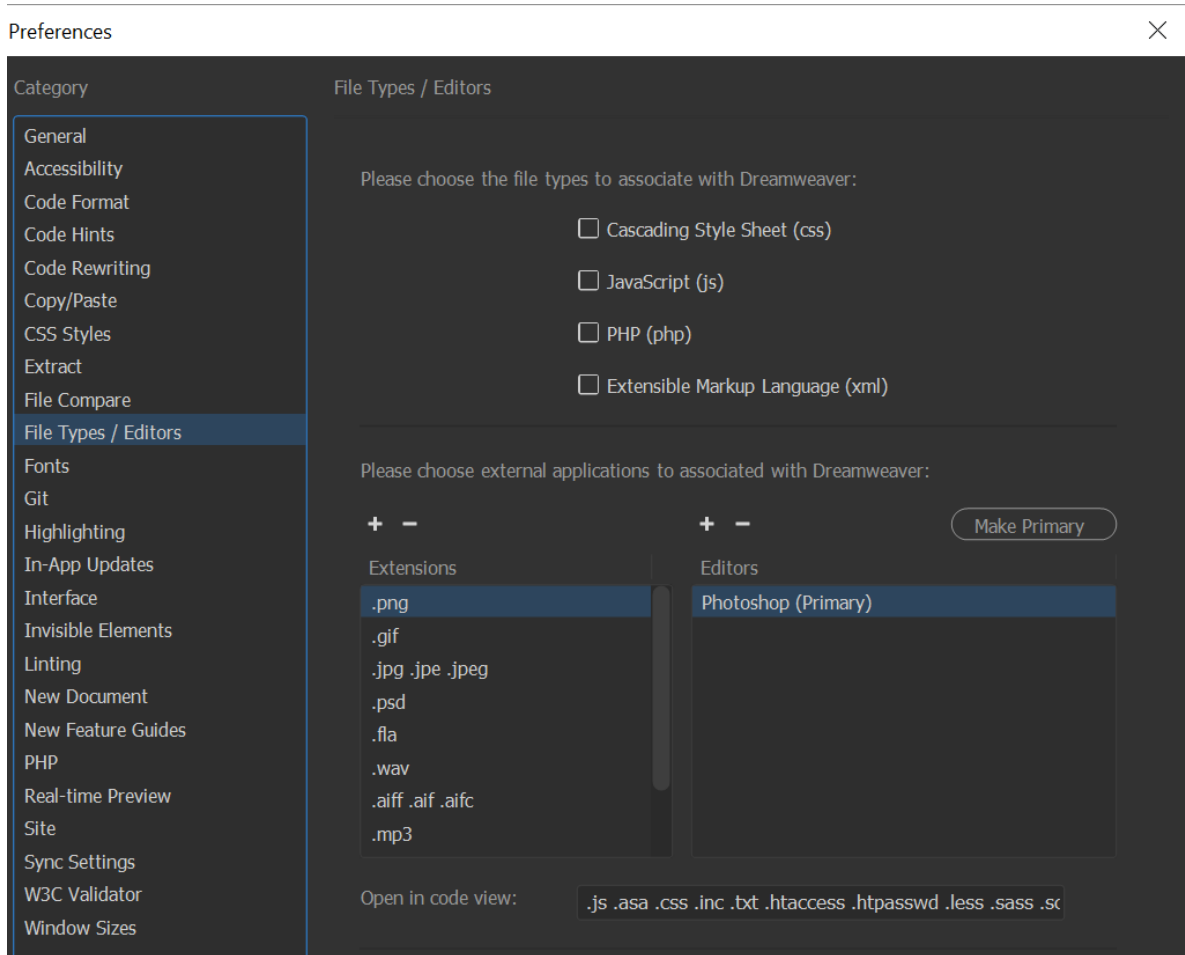 Preferences
Category
General
Accessibility
Code Format
Code Hints
Code Rewriting
Copy/Paste
CSS Styles
Extract
File Compare
File Types / Editors
Fonts
Git
Highlighting
In-App Updates
Interface
Invisible Elements
Linting
New Document
New Feature Guides
PHP
Real-time Preview
Site
Sync Settings
W3C Validator
Window Sizes
File Types / Editors
Please choose the file types to associate with Dreamweaver:
Cascading Style Sheet (css)
JavaScript (js)
PHP (php)
Extensible Markup Language (xml)
Please choose external applications to associated with Dreamweaver:
Make Primary
Extensions
.png
.gif
.jpg .jpe .jpeg
.psd
.fla
.wav
.aiff .aif .aifc
.mp3
Editors
Photoshop (Primary)
Open in code view:
.js .asa .css .inc .txt .htaccess .htpasswd .less .sass